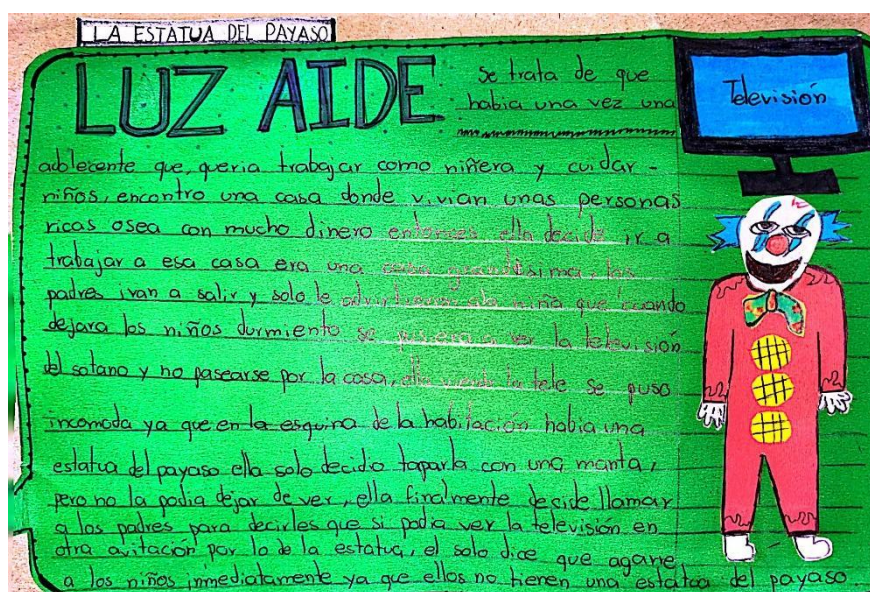 LA ESTATUA DEL PAYASO
LUZ AIDE
se trata de que
habia una vez una
Televisión
adolecente que, queria trabajar como niñera y cuidar -
niños, encontro una casa donde vivian unas personas
ricas osea con mucho dinero entonces ella decide ir a
trabajar a esa casa era una casa grandisima, los
padres ivan a salir y solo le advirtieron ala niña que cuando
dejara los niños durmiento se pusiera a ver la televisión
del sotano y no pasearse por la casa, ella viendo la tele se puso
incomoda ya que en la esquina de la habitación habia una
estatua del payaso ella solo decidio taparla con una manta,
pero no la podia dejar de ver, ella finalmente decide llamar
a los padres para decirles que si podia ver la televisión en
otra avitación por lo de la estatua, el solo dice que agarre
a los niños inmediatamente ya que ellos no tienen una estatua del payaso